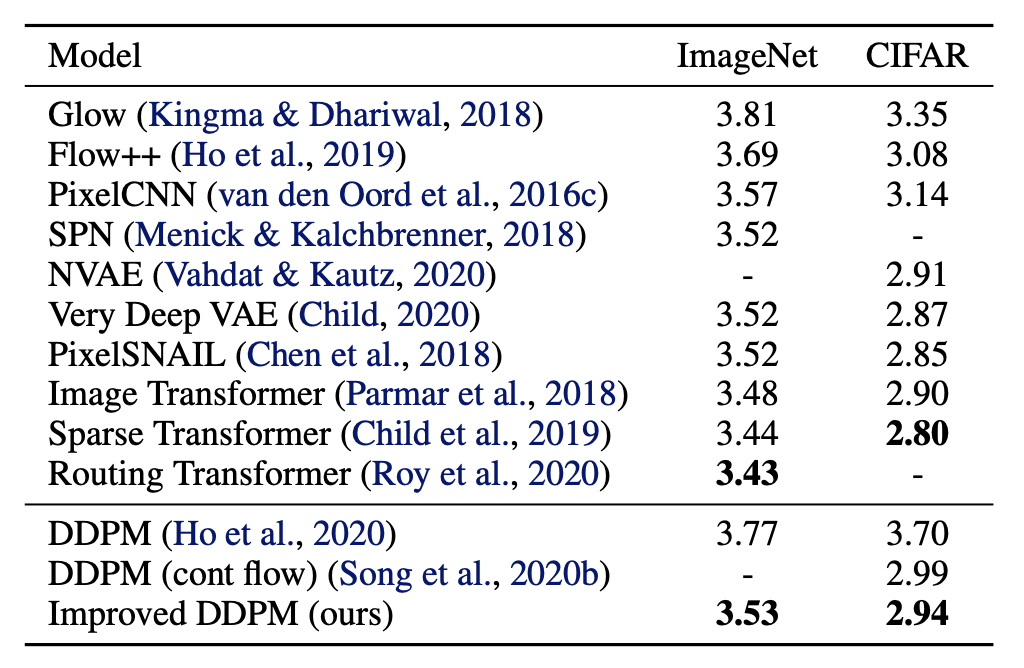 Model ImageNet CIFAR
Glow (Kingma & Dhariwal, 2018) 3.81 3.35
Flow++ (Ho et al., 2019) 3.69 3.08
PixelCNN (van den Oord et al., 2016c) 3.57 3.14
SPN (Menick & Kalchbrenner, 2018) 3.52 -
NVAE (Vahdat & Kautz, 2020) - 2.91
Very Deep VAE (Child, 2020) 3.52 2.87
PixelSNAIL (Chen et al., 2018) 3.52 2.85
Image Transformer (Parmar et al., 2018) 3.48 2.90
Sparse Transformer (Child et al., 2019) 3.44 2.80
Routing Transformer (Roy et al., 2020) 3.43 -
DDPM (Ho et al., 2020) 3.77 3.70
DDPM (cont flow) (Song et al., 2020b) - 2.99
Improved DDPM (ours) 3.53 2.94